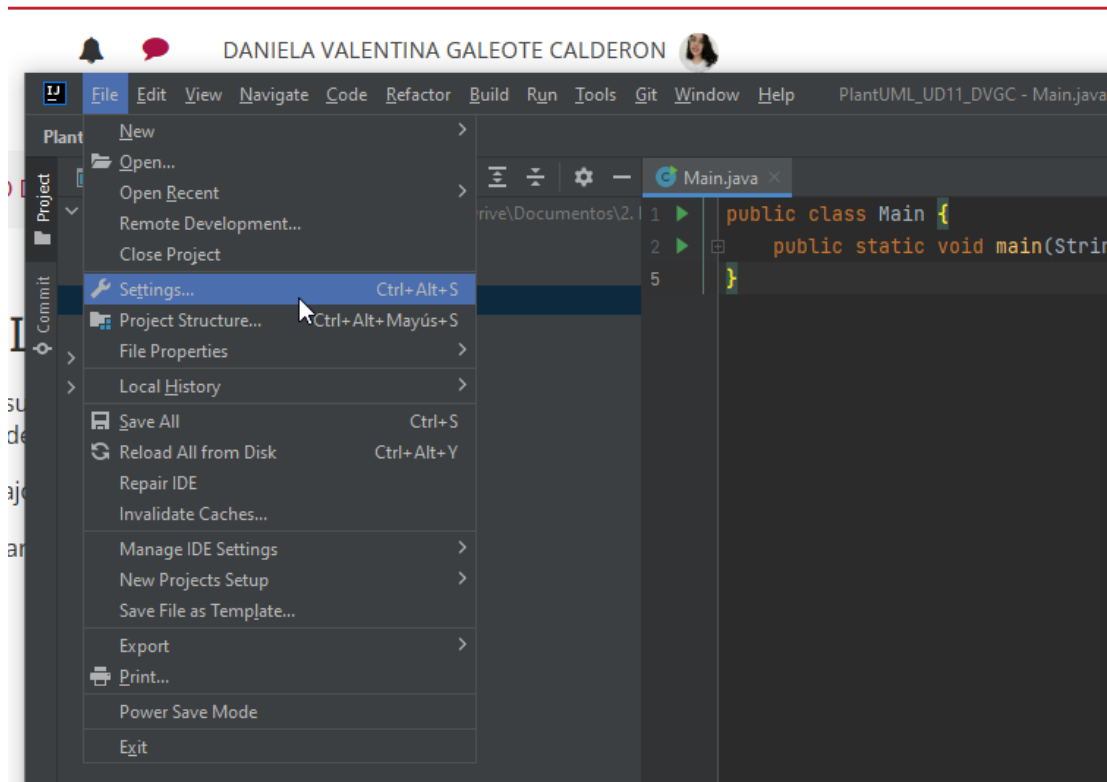 DANIELA VALENTINA GALEOTE CALDERON
IJ File Edit View Navigate Code Refactor Build Run Tools Git Window Help PlantUML_UD11_DVGC - Main.java
Plant
New
Open...
Open Recent
Remote Development...
Close Project
Settings... Ctrl+Alt+S
Project Structure... Ctrl+Alt+Mayús+S
File Properties
Local History
Save All Ctrl+S
Reload All from Disk Ctrl+Alt+Y
Repair IDE
Invalidate Caches...
Manage IDE Settings
New Projects Setup
Save File as Template...
Export
Print...
Power Save Mode
Exit
Project
Commit
rive\Documentos\2.
Main.java
1 public class Main {
2 public static void main(Strin
5 }